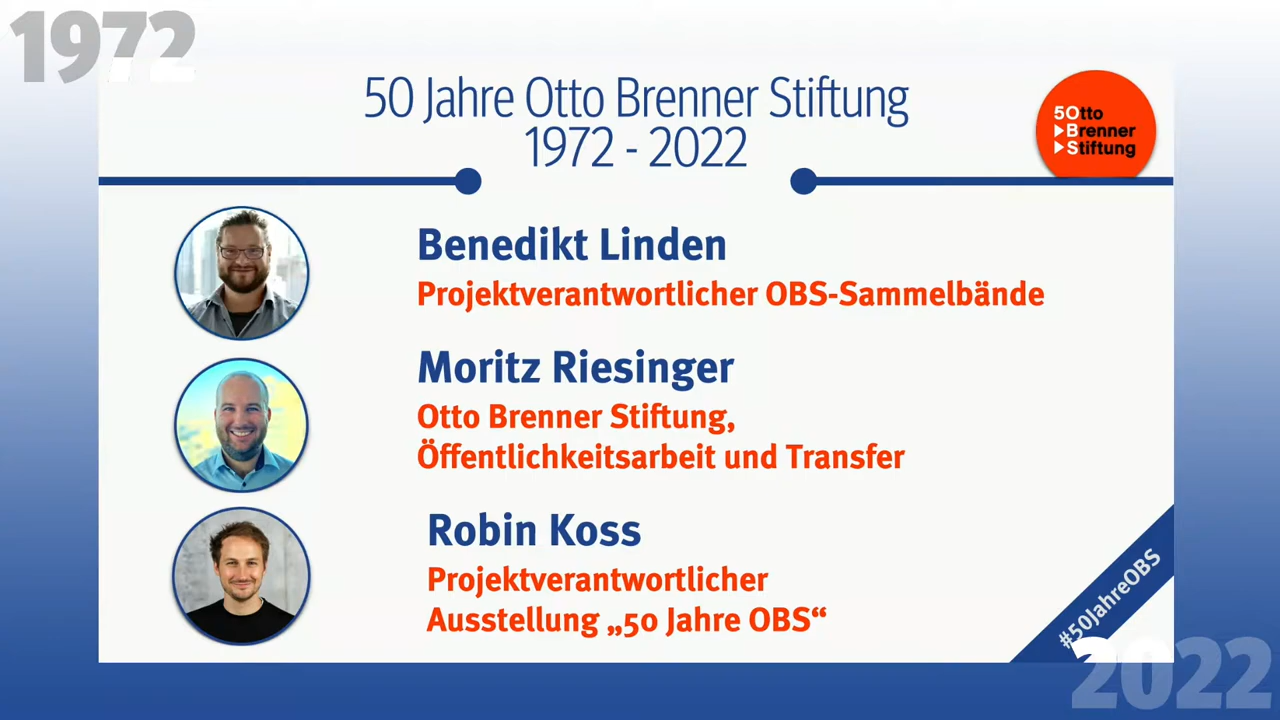 1972
50 Jahre Otto Brenner Stiftung
1972 - 2022
50tto
Brenner
Stiftung
Benedikt Linden
Projektverantwortlicher OBS-Sammelbände
Moritz Riesinger
Otto Brenner Stiftung,
Öffentlichkeitsarbeit und Transfer
Robin Koss
Projektverantwortlicher
Ausstellung „50 Jahre OBS“
#50JahreOBS
2022